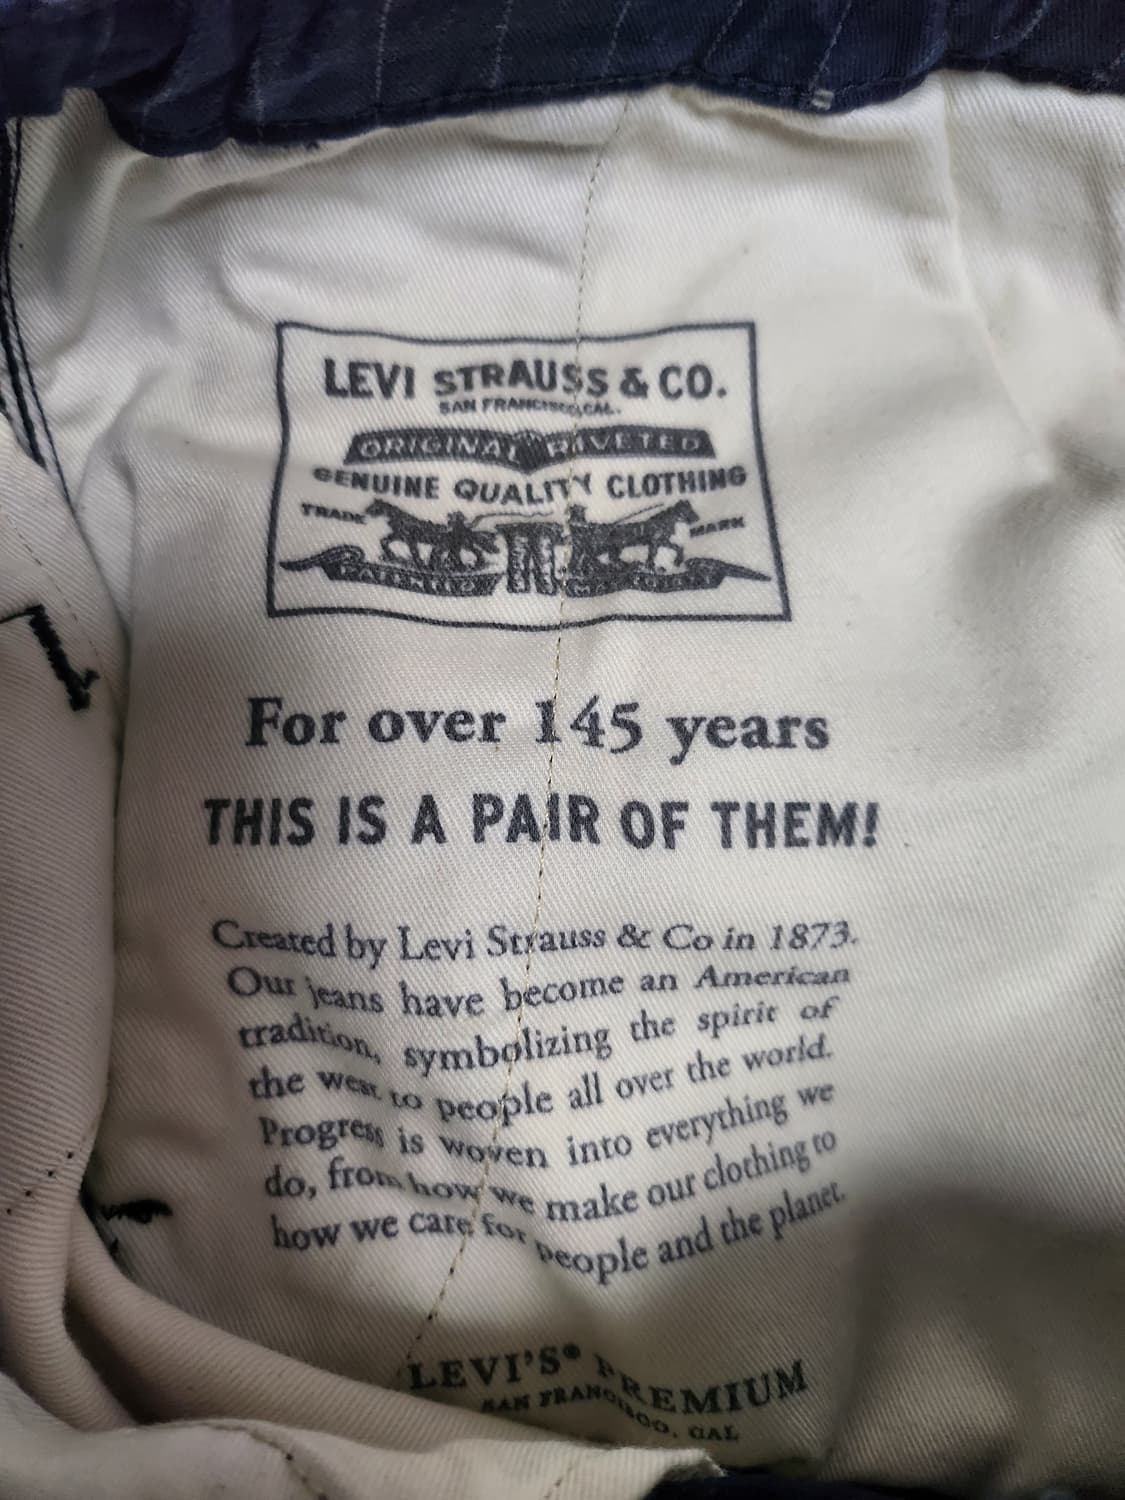 LEVI STRAUSS & CO.
SAN FRANCISCO, CAL.
ORIGINAL RIVETED
GENUINE QUALITY CLOTHING
TRADE MARK
PATENTED
For over 145 years
THIS IS A PAIR OF THEM!
Created by Levi Strauss & Co in 1873.
Our jeans have become an American
tradition, symbolizing the spirit of
the west to people all over the world.
Progress is woven into everything we
do, from how we make our clothing to
how we care for people and the planet.
LEVI'S® PREMIUM
SAN FRANCISCO, CAL